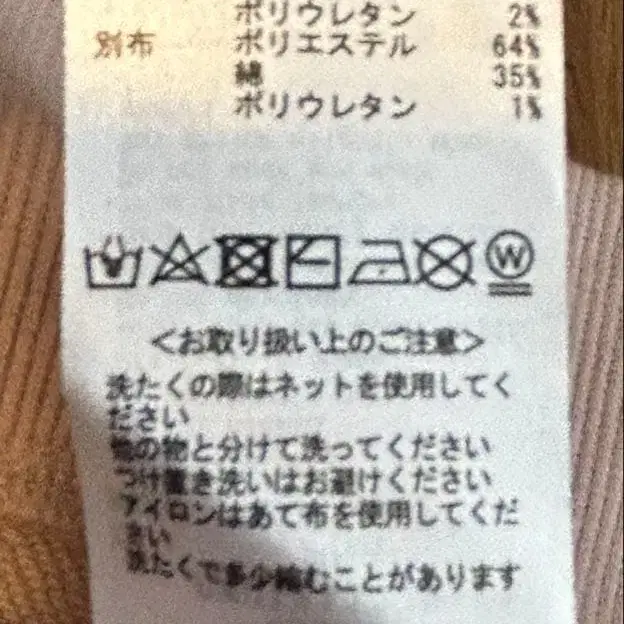 ポリウレタン 2%
別布 ポリエステル 64%
綿 35%
ポリウレタン 1%
W
<お取り扱い上のご注意>
洗たくの際はネットを使用してく
ださい
他の物と分けて洗ってください
つけ置き洗いはお避けください
アイロンはあて布を使用してくだ
さい
洗たくで多少縮むことがあります